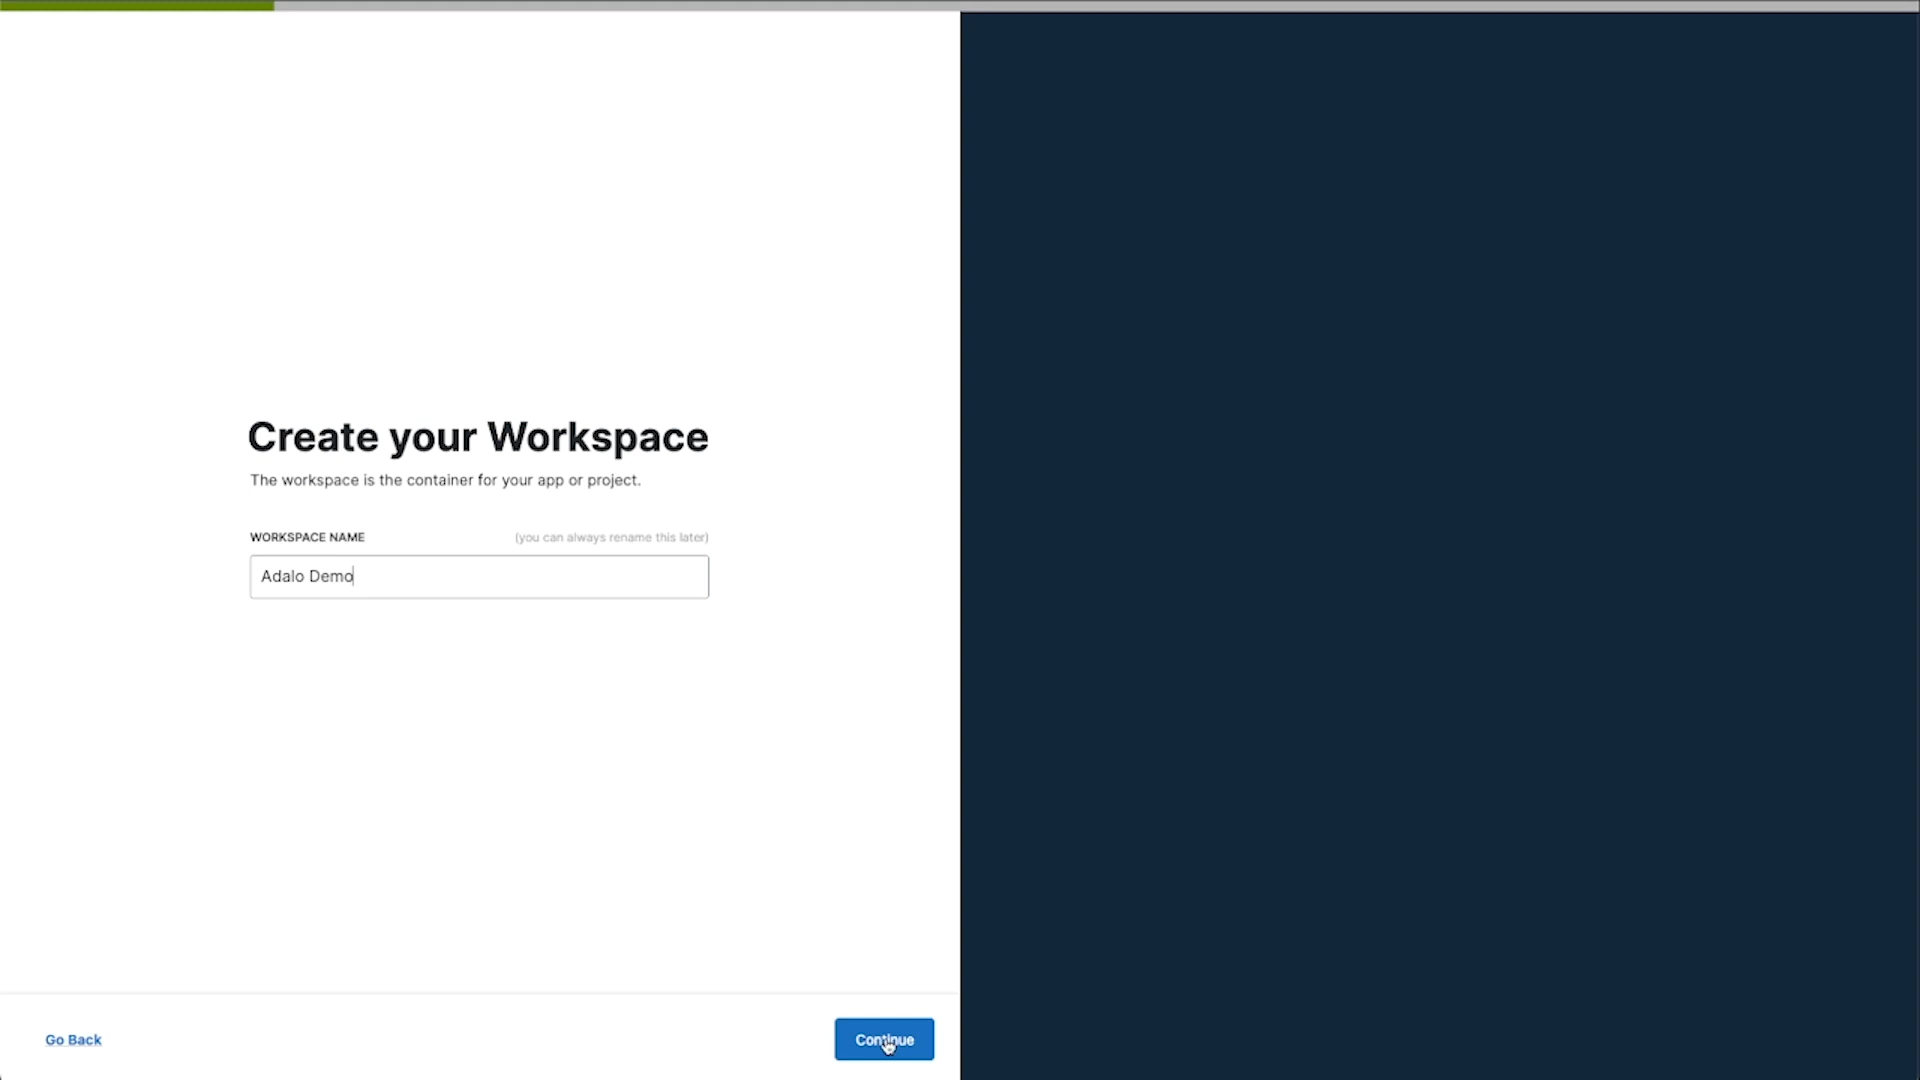 Create your Workspace
The workspace is the container for your app or project.
WORKSPACE NAME (you can always rename this later)
Adalo Demo
Go Back Continue